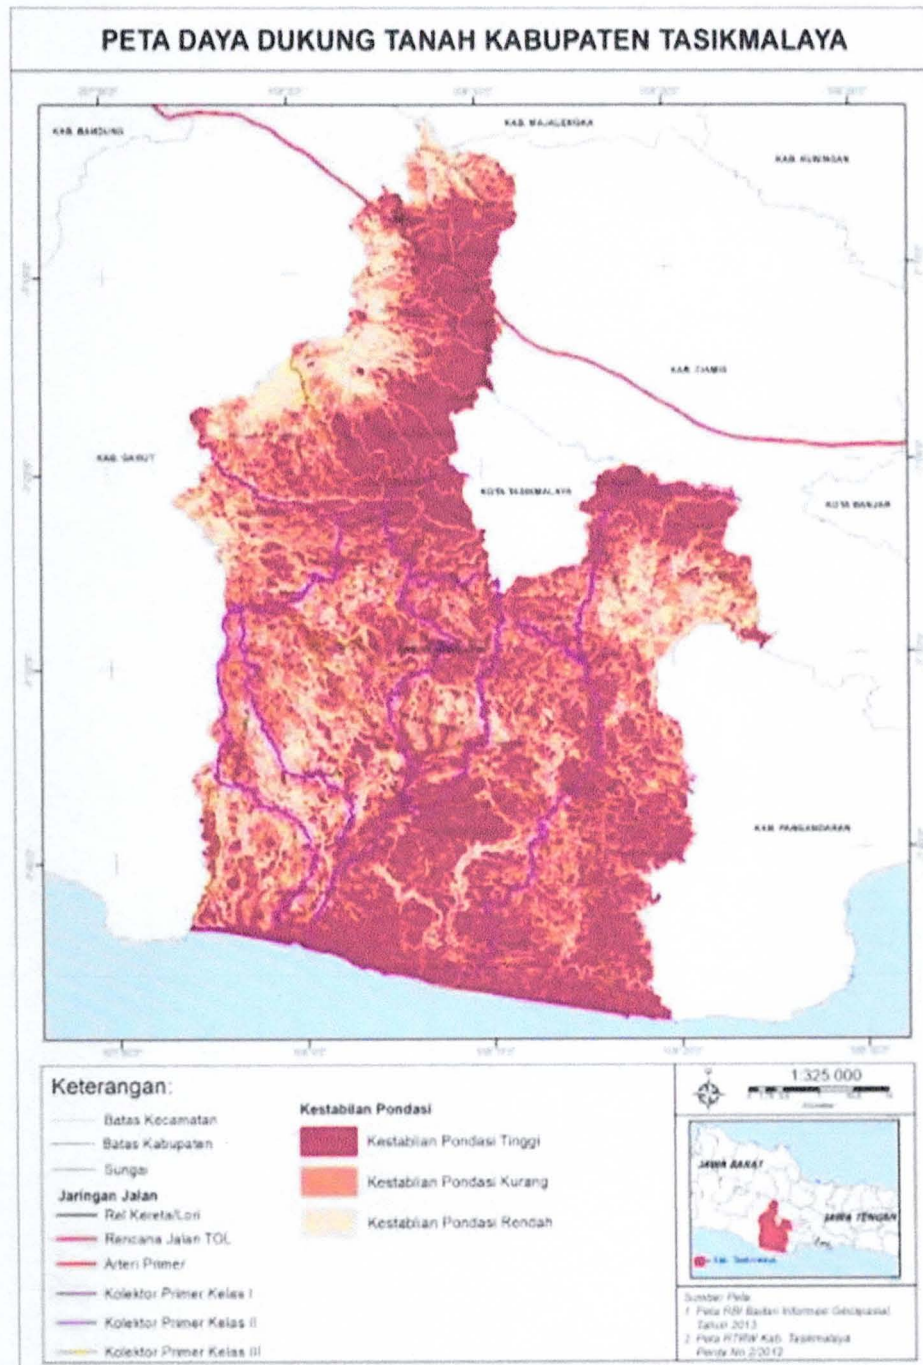 PETA DAYA DUKUNG TANAH KABUPATEN TASIKMALAYA
KAB. BANDUNG
KAB. MAJALENGKA
KAB. KUNINGAN
KAB. CIAMIS
KAB. GARUT
KOTA TASIKMALAYA
KOTA BANJAR
KAB. PANGANDARAN
Keterangan:
Batas Kecamatan
Batas Kabupaten
Sungai
Jaringan Jalan
Rel Kereta/Lori
Rencana Jalan TOL
Arteri Primer
Kolektor Primer Kelas I
Kolektor Primer Kelas II
Kolektor Primer Kelas III
Kestabilan Pondasi
Kestabilan Pondasi Tinggi
Kestabilan Pondasi Kurang
Kestabilan Pondasi Rendah
1:325.000
JAWA BARAT
JAWA TENGAH
Kab. Tasikmalaya
Sumber Peta:
1. Peta RBI Badan Informasi Geospasial,
Tahun 2013
2. Peta RTRW Kab. Tasikmalaya
Perda No 2/2012